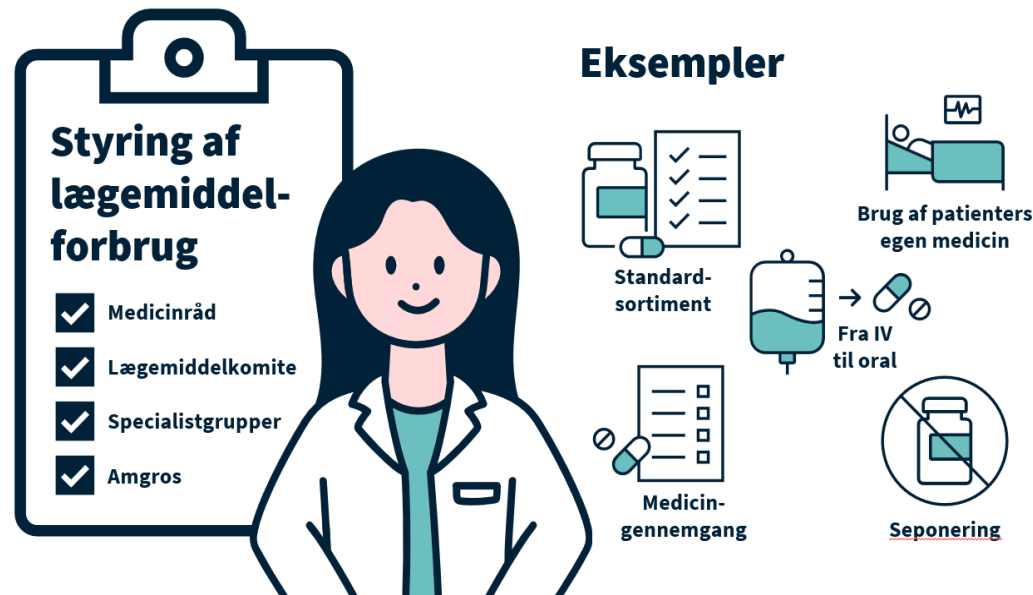 Styring af
lægemiddel-
forbrug
Medicinråd
Lægemiddelkomite
Specialistgrupper
Amgros
Eksempler
Standard-
sortiment
Brug af patienters
egen medicin
Fra IV
til oral
Medicin-
gennemgang
Seponering